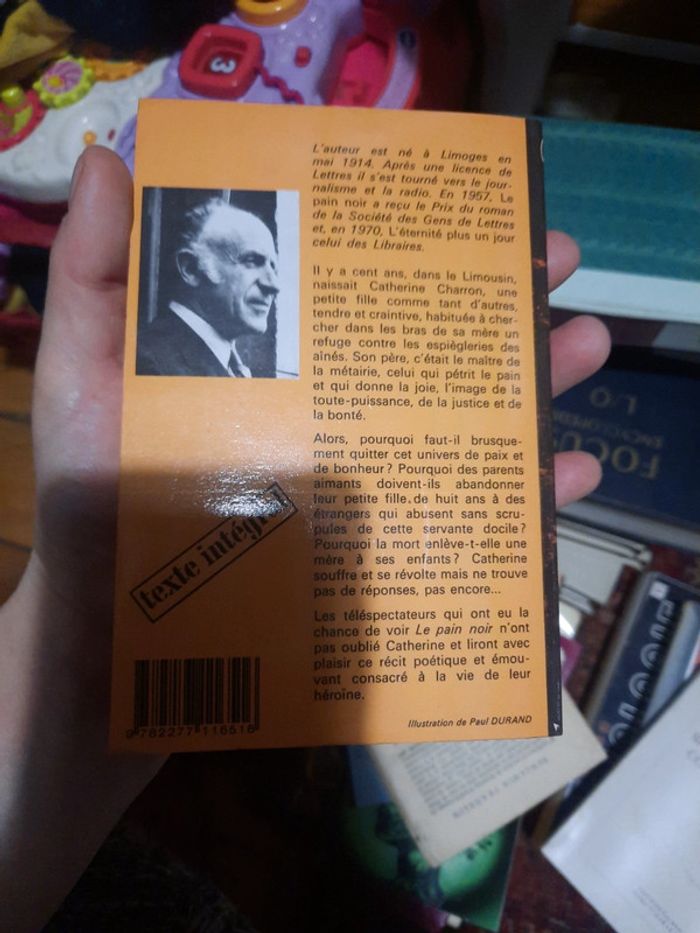 3
L'auteur est né à Limoges en
mai 1914. Après une licence de
Lettres il s'est tourné vers le jour-
nalisme et la radio. En 1957, Le
pain noir a reçu le Prix du roman
de la Société des Gens de Lettres
et, en 1970, L'éternité plus un jour
celui des Libraires.
Il y a cent ans, dans le Limousin,
naissait Catherine Charron, une
petite fille comme tant d'autres,
tendre et craintive, habituée à cher-
cher dans les bras de sa mère un
refuge contre les espiègleries des
aînés. Son père, c'était le maître de
la métairie, celui qui pétrit le pain
et qui donne la joie, l'image de la
toute-puissance, de la justice et de
la bonté.
Alors, pourquoi faut-il brusque-
ment quitter cet univers de paix et
de bonheur? Pourquoi des parents
aimants doivent-ils abandonner
leur petite fille de huit ans à des
étrangers qui abusent sans scru-
pules de cette servante docile?
Pourquoi la mort enlève-t-elle une
mère à ses enfants? Catherine
souffre et se révolte mais ne trouve
pas de réponses, pas encore...
Les téléspectateurs qui ont eu la
chance de voir Le pain noir n'ont
pas oublié Catherine et liront avec
plaisir ce récit poétique et émou-
vant consacré à la vie de leur
héroïne.
Illustration de Paul DURAND
texte intégral
9 782277 116516
FOCUS
ENCYCLOPEDI
L/Q
BENJAMIN FRANKLIN